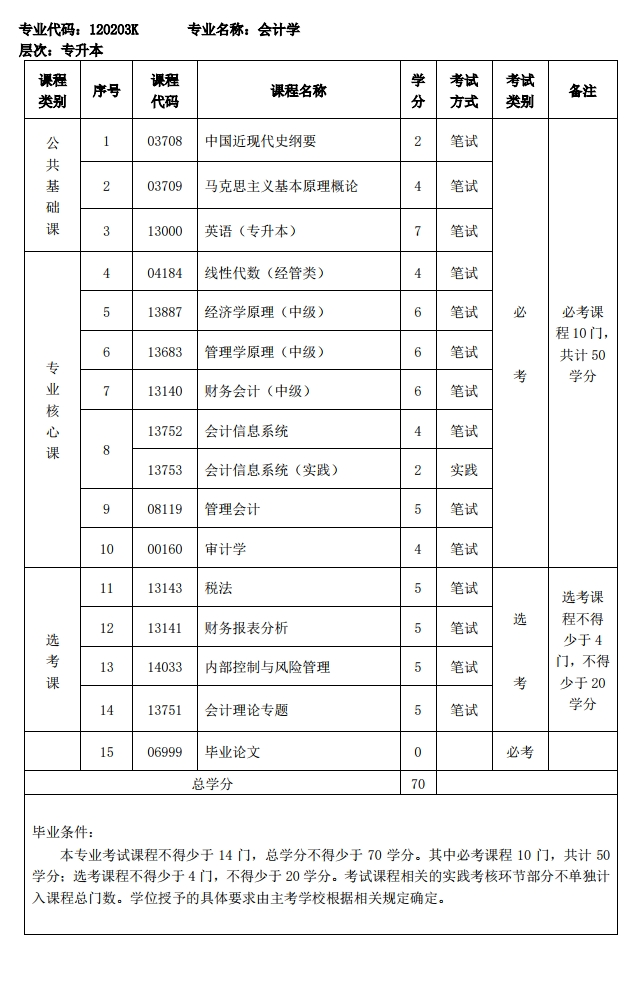 专业代码：120203K 专业名称：会计学
层次：专升本
课程类别 序号 课程代码 课程名称 学分 考试方式 考试类别 备注
公共基础课 1 03708 中国近现代史纲要 2 笔试 必考 必考课程10门，共计50学分
2 03709 马克思主义基本原理概论 4 笔试
3 13000 英语（专升本） 7 笔试
专业核心课 4 04184 线性代数（经管类） 4 笔试
5 13887 经济学原理（中级） 6 笔试
6 13683 管理学原理（中级） 6 笔试
7 13140 财务会计（中级） 6 笔试
8 13752 会计信息系统 4 笔试
13753 会计信息系统（实践） 2 实践
9 08119 管理会计 5 笔试
10 00160 审计学 4 笔试
选考课 11 13143 税法 5 笔试 选考 选考课程不得少于4门，不得少于20学分
12 13141 财务报表分析 5 笔试
13 14033 内部控制与风险管理 5 笔试
14 13751 会计理论专题 5 笔试
15 06999 毕业论文 0 必考
总学分 70
毕业条件：
本专业考试课程不得少于 14 门，总学分不得少于 70 学分。其中必考课程 10 门，共计 50
学分；选考课程不得少于 4 门，不得少于 20 学分。考试课程相关的实践考核环节部分不单独计
入课程总门数。学位授予的具体要求由主考学校根据相关规定确定。